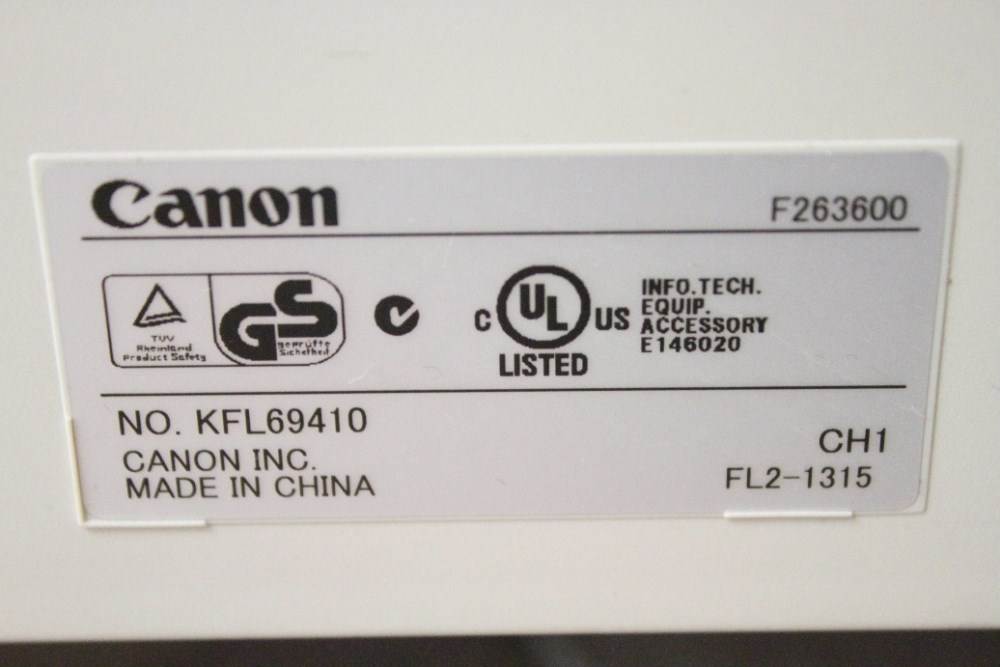 Canon
F263600
TÜV
Rheinland
Product Safety
GS
geprüfte
Sicherheit
C UL US
LISTED
INFO.TECH.
EQUIP.
ACCESSORY
E146020
NO. KFL69410
CANON INC.
MADE IN CHINA
CH1
FL2-1315